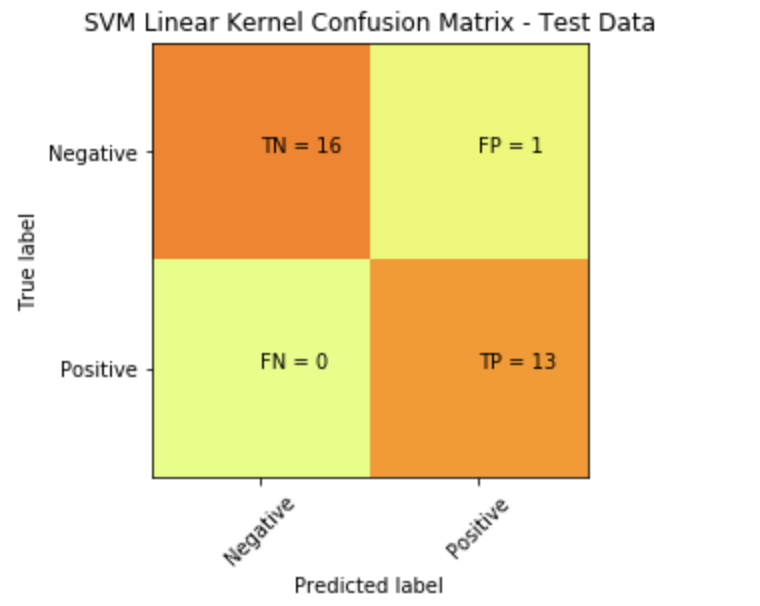 SVM Linear Kernel Confusion Matrix - Test Data
True label
Negative
TN = 16
FP = 1
Positive
FN = 0
TP = 13
Negative
Positive
Predicted label